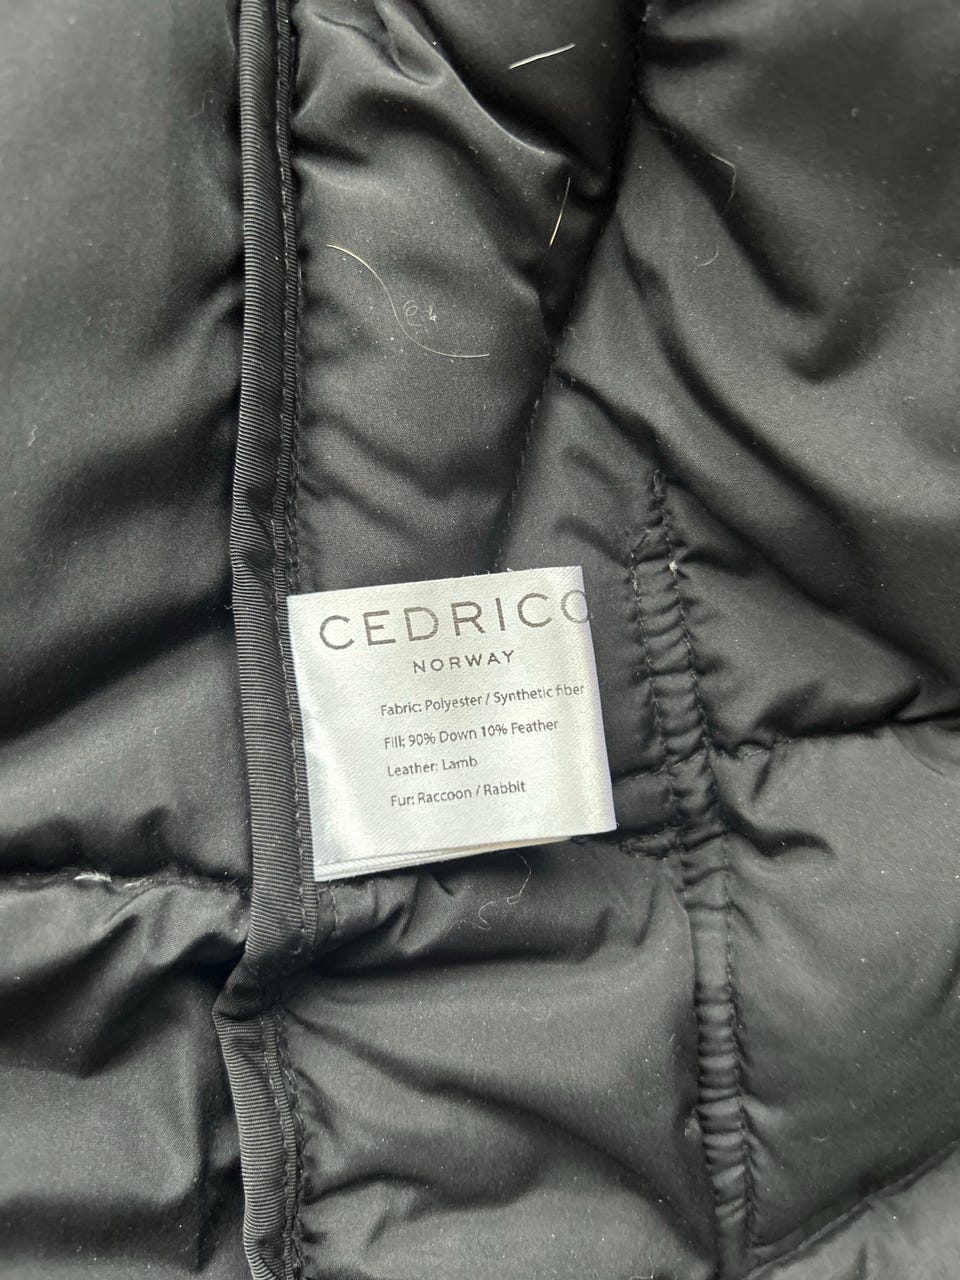 CEDRICO
NORWAY
Fabric: Polyester / Synthetic fiber
Fill: 90% Down 10% Feather
Leather: Lamb
Fur: Raccoon / Rabbit